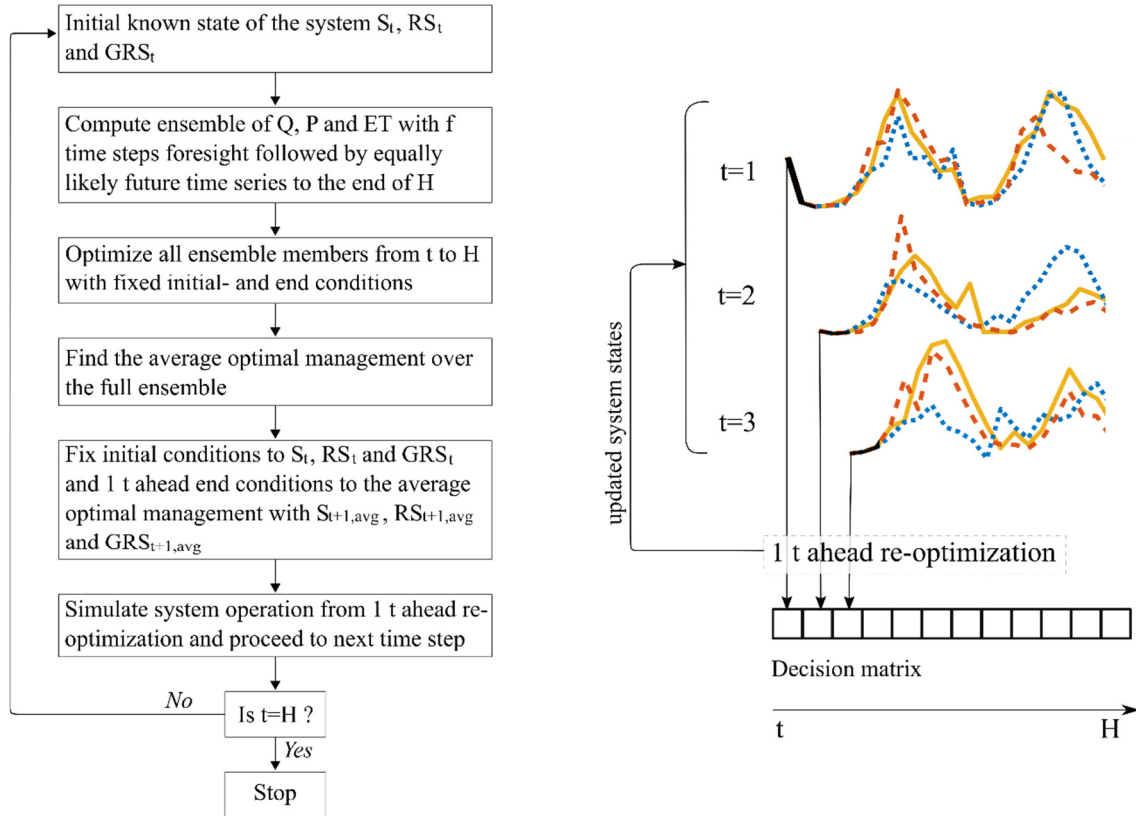 Initial known state of the system Sₜ, RSₜ
and GRSₜ
Compute ensemble of Q, P and ET with f
time steps foresight followed by equally
likely future time series to the end of H
Optimize all ensemble members from t to H
with fixed initial- and end conditions
Find the average optimal management over
the full ensemble
Fix initial conditions to Sₜ, RSₜ and GRSₜ
and 1 t ahead end conditions to the average
optimal management with Sₜ₊₁,avg, RSₜ₊₁,avg
and GRSₜ₊₁,avg
Simulate system operation from 1 t ahead re-
optimization and proceed to next time step
No
Is t=H ?
Yes
Stop
t=1
t=2
t=3
updated system states
1 t ahead re-optimization
Decision matrix
t
H